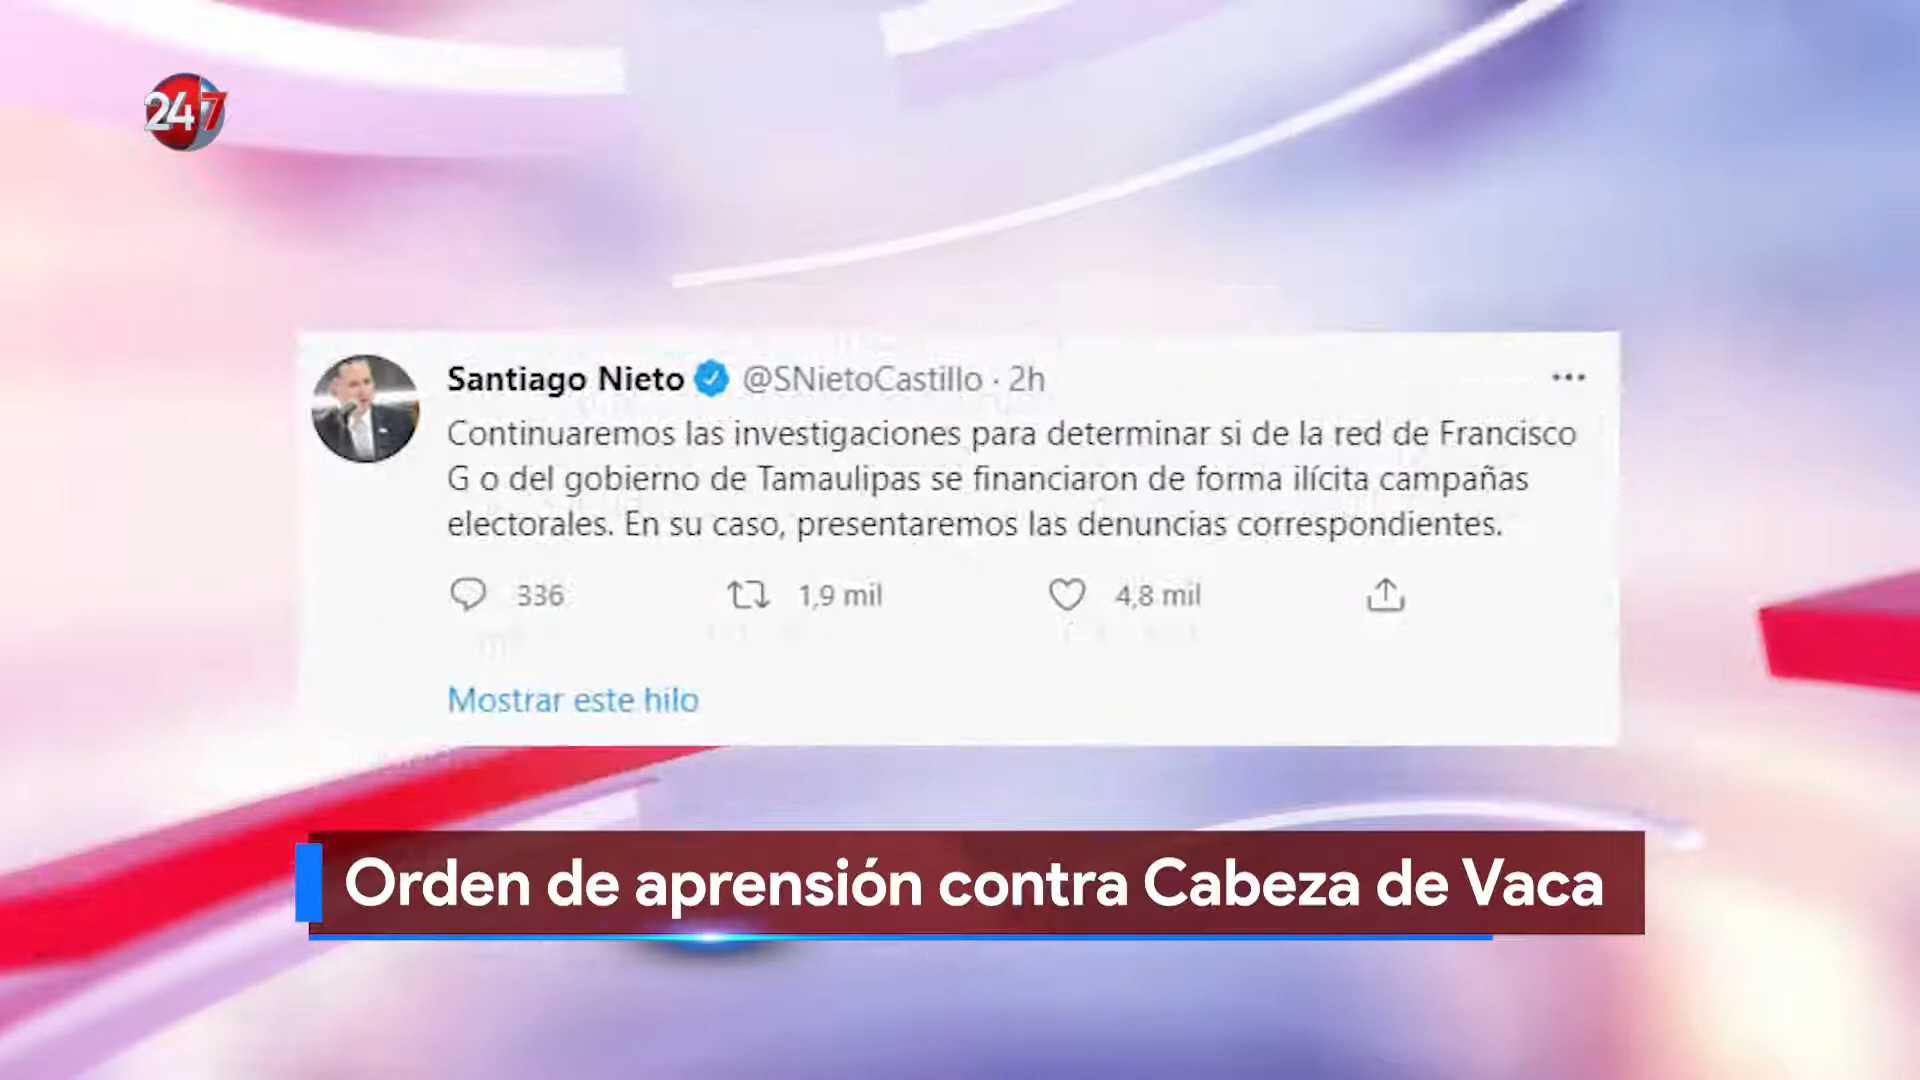 24 7
Santiago Nieto @SNietoCastillo · 2h
Continuaremos las investigaciones para determinar si de la red de Francisco
G o del gobierno de Tamaulipas se financiaron de forma ilícita campañas
electorales. En su caso, presentaremos las denuncias correspondientes.
336 1,9 mil 4,8 mil
Mostrar este hilo
Orden de aprensión contra Cabeza de Vaca